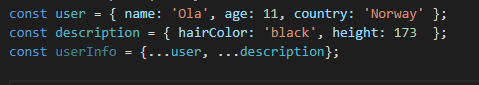 const user = { name: 'Ola', age: 11, country: 'Norway' };
const description = { hairColor: 'black', height: 173  };
const userInfo = {...user, ...description};